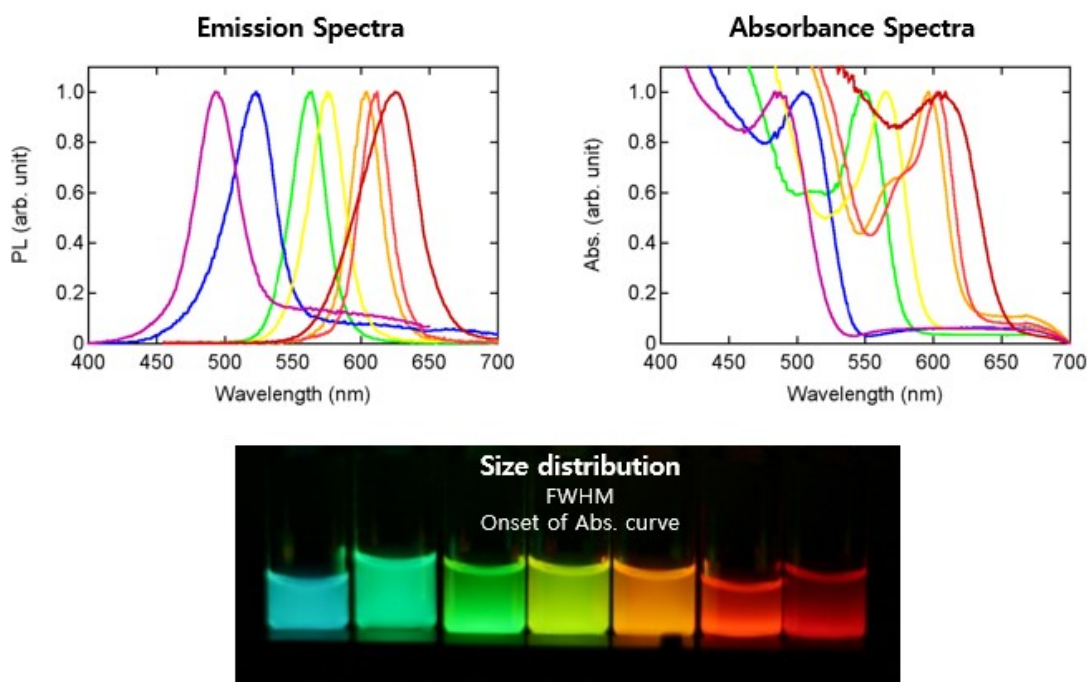 Emission Spectra
PL (arb. unit)
1.0
0.8
0.6
0.4
0.2
0
400 450 500 550 600 650 700
Wavelength (nm)
Absorbance Spectra
Abs. (arb. unit)
1.0
0.8
0.6
0.4
0.2
0
400 450 500 550 600 650 700
Wavelength (nm)
Size distribution
FWHM
Onset of Abs. curve